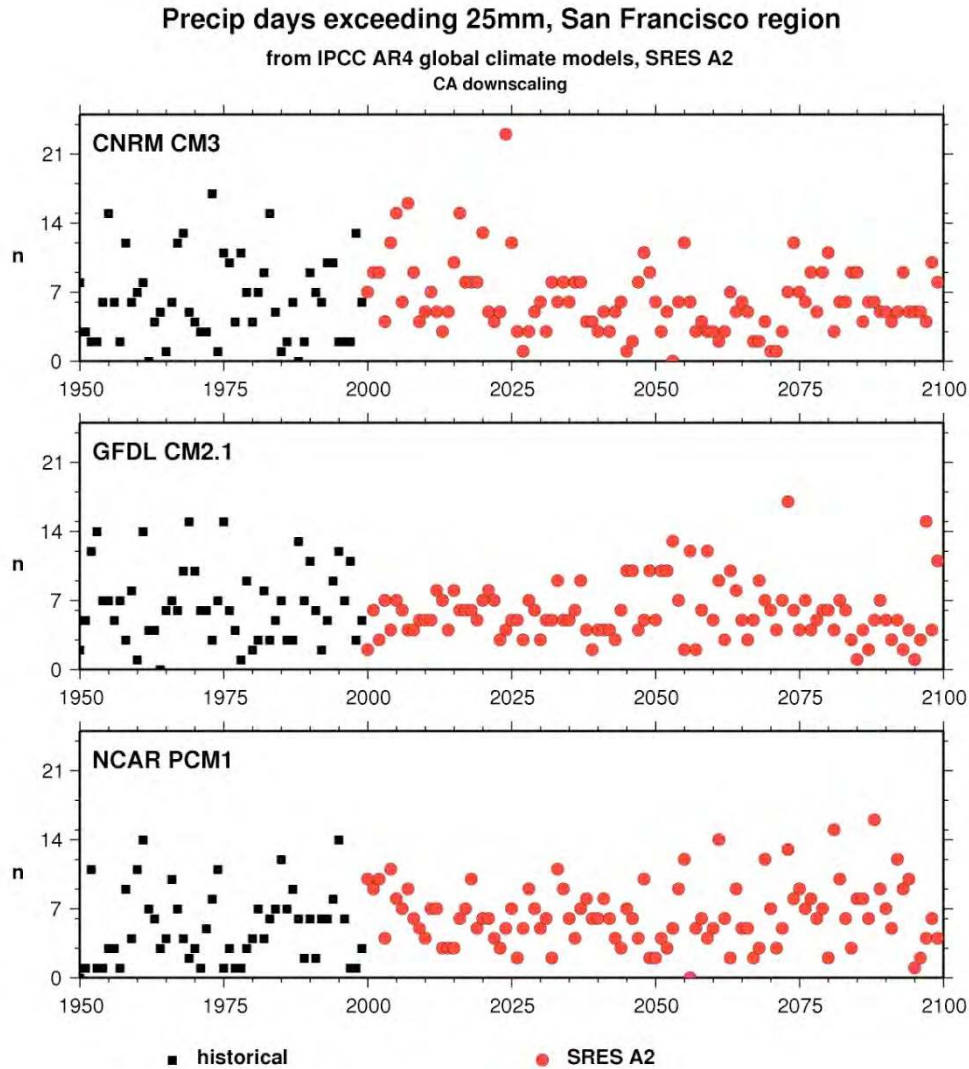 Precip days exceeding 25mm, San Francisco region
from IPCC AR4 global climate models, SRES A2
CA downscaling
CNRM CM3
21
14
n
7
0
1950 1975 2000 2025 2050 2075 2100
GFDL CM2.1
21
14
n
7
0
1950 1975 2000 2025 2050 2075 2100
NCAR PCM1
21
14
n
7
0
1950 1975 2000 2025 2050 2075 2100
historical SRES A2